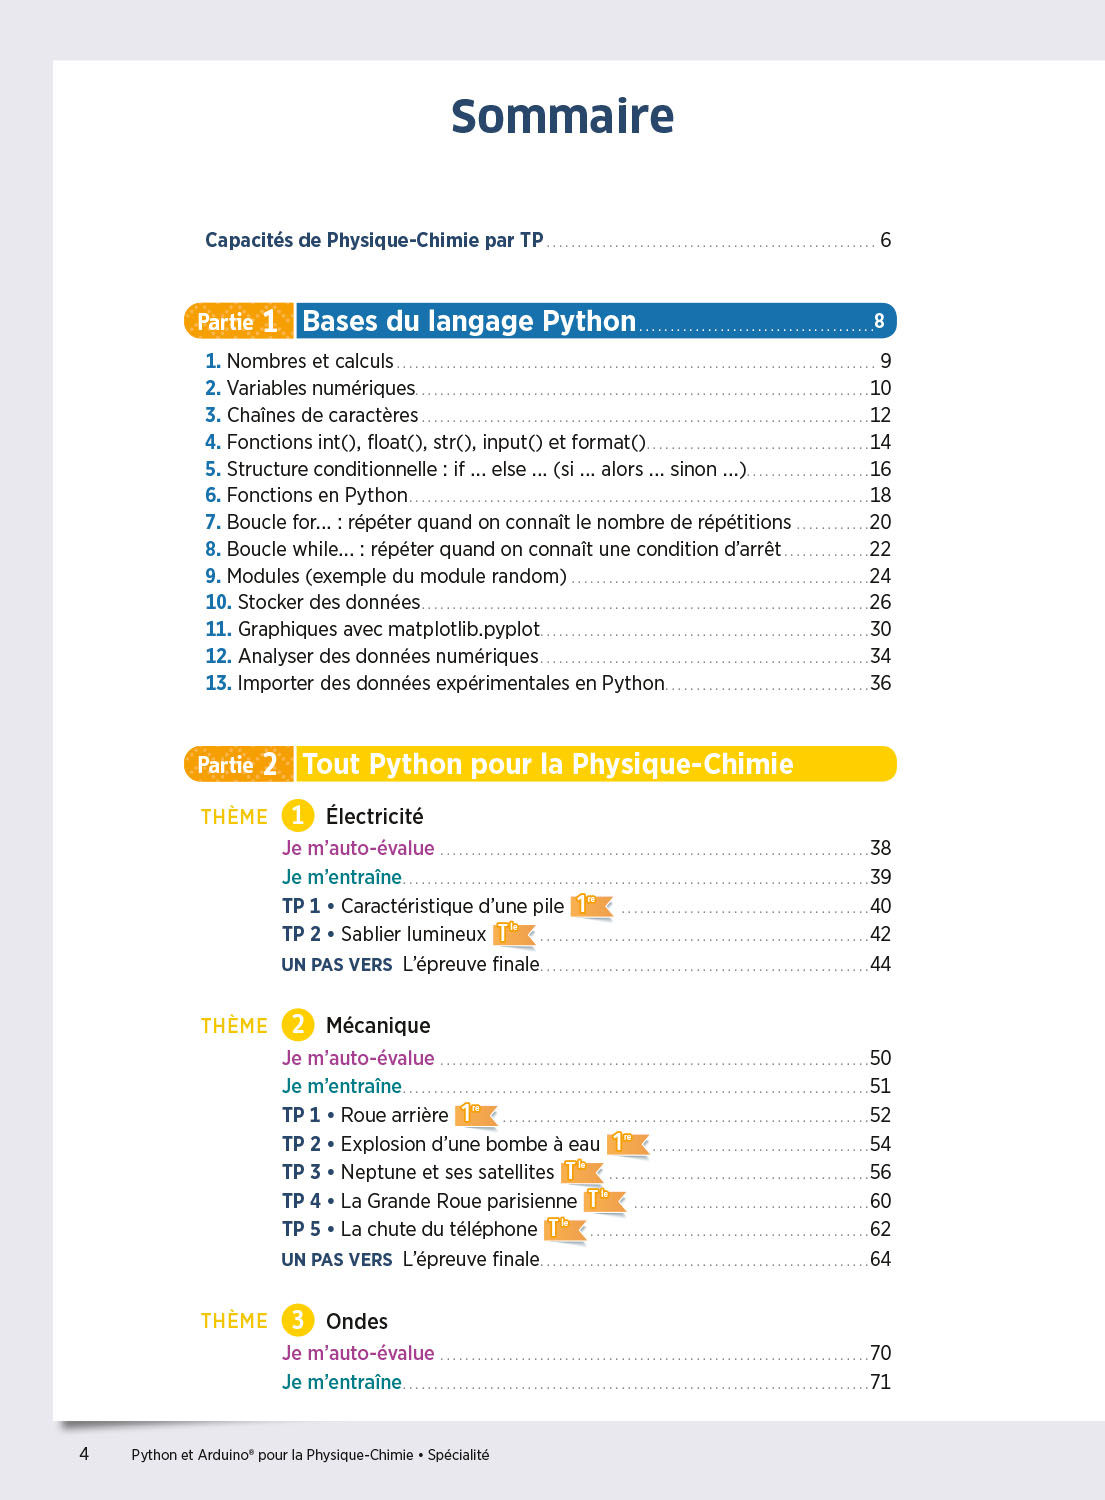 Sommaire
Capacités de Physique-Chimie par TP 6
Partie 1 Bases du langage Python 8
1. Nombres et calculs 9
2. Variables numériques 10
3. Chaînes de caractères 12
4. Fonctions int(), float(), str(), input() et format() 14
5. Structure conditionnelle : if ... else ... (si ... alors ... sinon ...) 16
6. Fonctions en Python 18
7. Boucle for... : répéter quand on connaît le nombre de répétitions 20
8. Boucle while... : répéter quand on connaît une condition d’arrêt 22
9. Modules (exemple du module random) 24
10. Stocker des données 26
11. Graphiques avec matplotlib.pyplot 30
12. Analyser des données numériques 34
13. Importer des données expérimentales en Python 36
Partie 2 Tout Python pour la Physique-Chimie
THÈME 1 Électricité
Je m’auto-évalue 38
Je m’entraîne 39
TP 1 • Caractéristique d’une pile 1re 40
TP 2 • Sablier lumineux Tle 42
UN PAS VERS L’épreuve finale 44
THÈME 2 Mécanique
Je m’auto-évalue 50
Je m’entraîne 51
TP 1 • Roue arrière 1re 52
TP 2 • Explosion d’une bombe à eau 1re 54
TP 3 • Neptune et ses satellites Tle 56
TP 4 • La Grande Roue parisienne Tle 60
TP 5 • La chute du téléphone Tle 62
UN PAS VERS L’épreuve finale 64
THÈME 3 Ondes
Je m’auto-évalue 70
Je m’entraîne 71
4 Python et Arduino® pour la Physique-Chimie • Spécialité